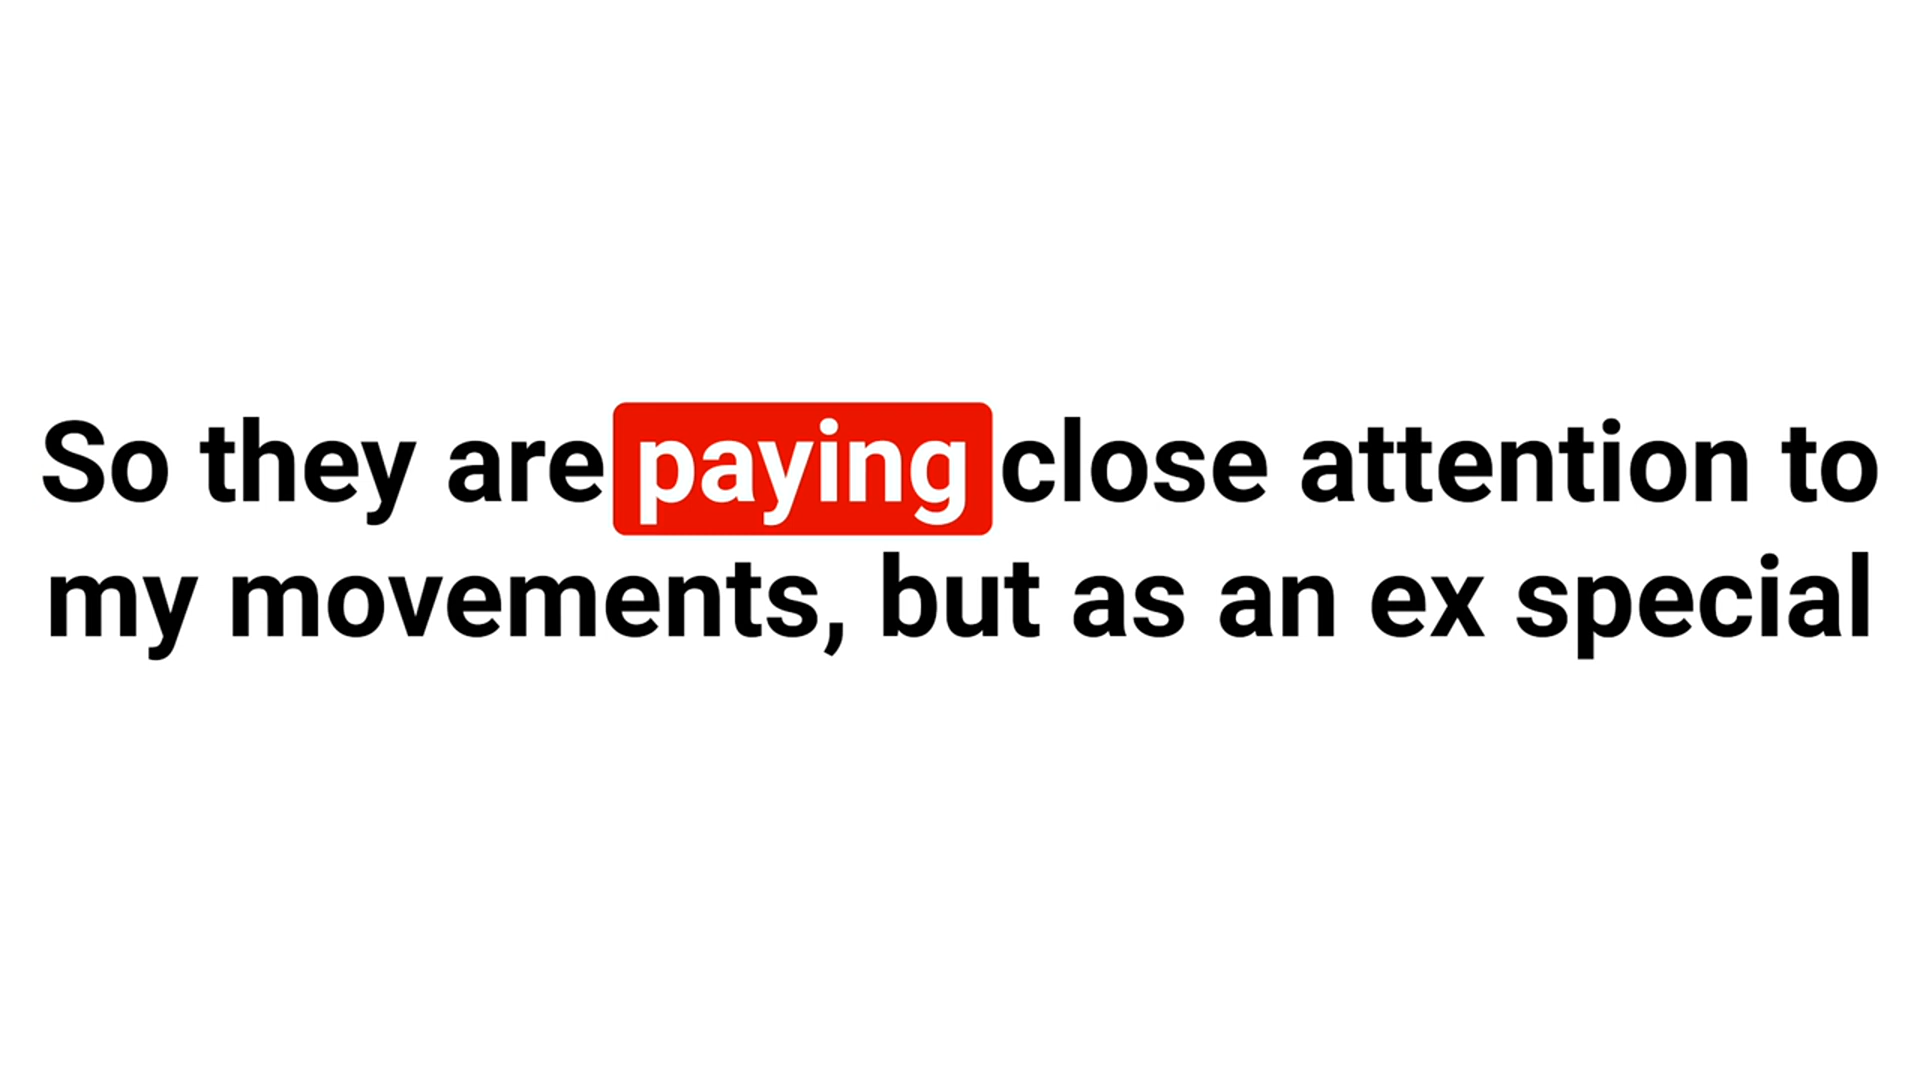 So they are paying close attention to
my movements, but as an ex special